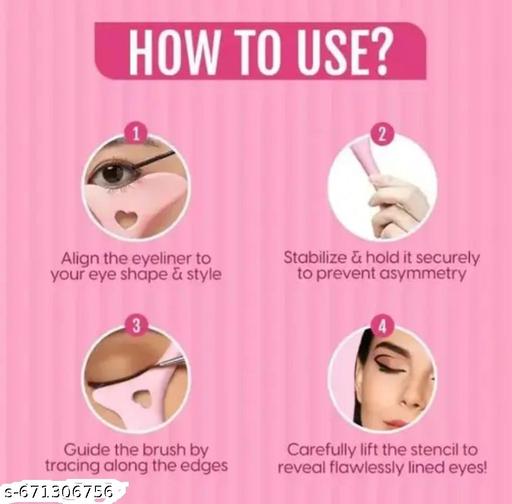 HOW TO USE?
1
Align the eyeliner to
your eye shape & style
2
Stabilize & hold it securely
to prevent asymmetry
3
Guide the brush by
tracing along the edges
4
Carefully lift the stencil to
reveal flawlessly lined eyes!
s-671306756